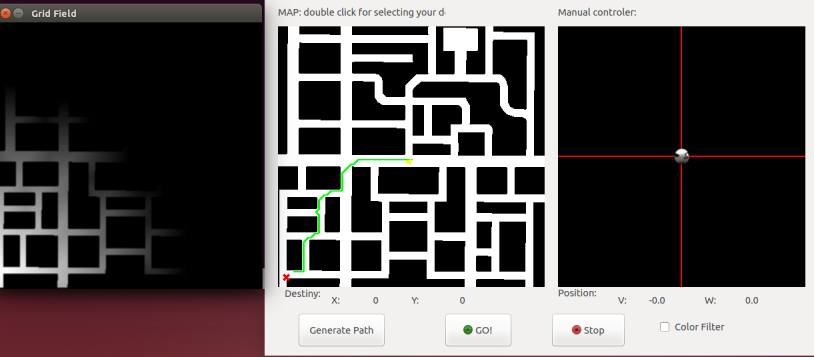 Grid Field
MAP: double click for selecting your de
Manual controler:
Destiny: X: 0 Y: 0
Position: V: -0.0 W: 0.0
Generate Path
GO!
Stop
Color Filter